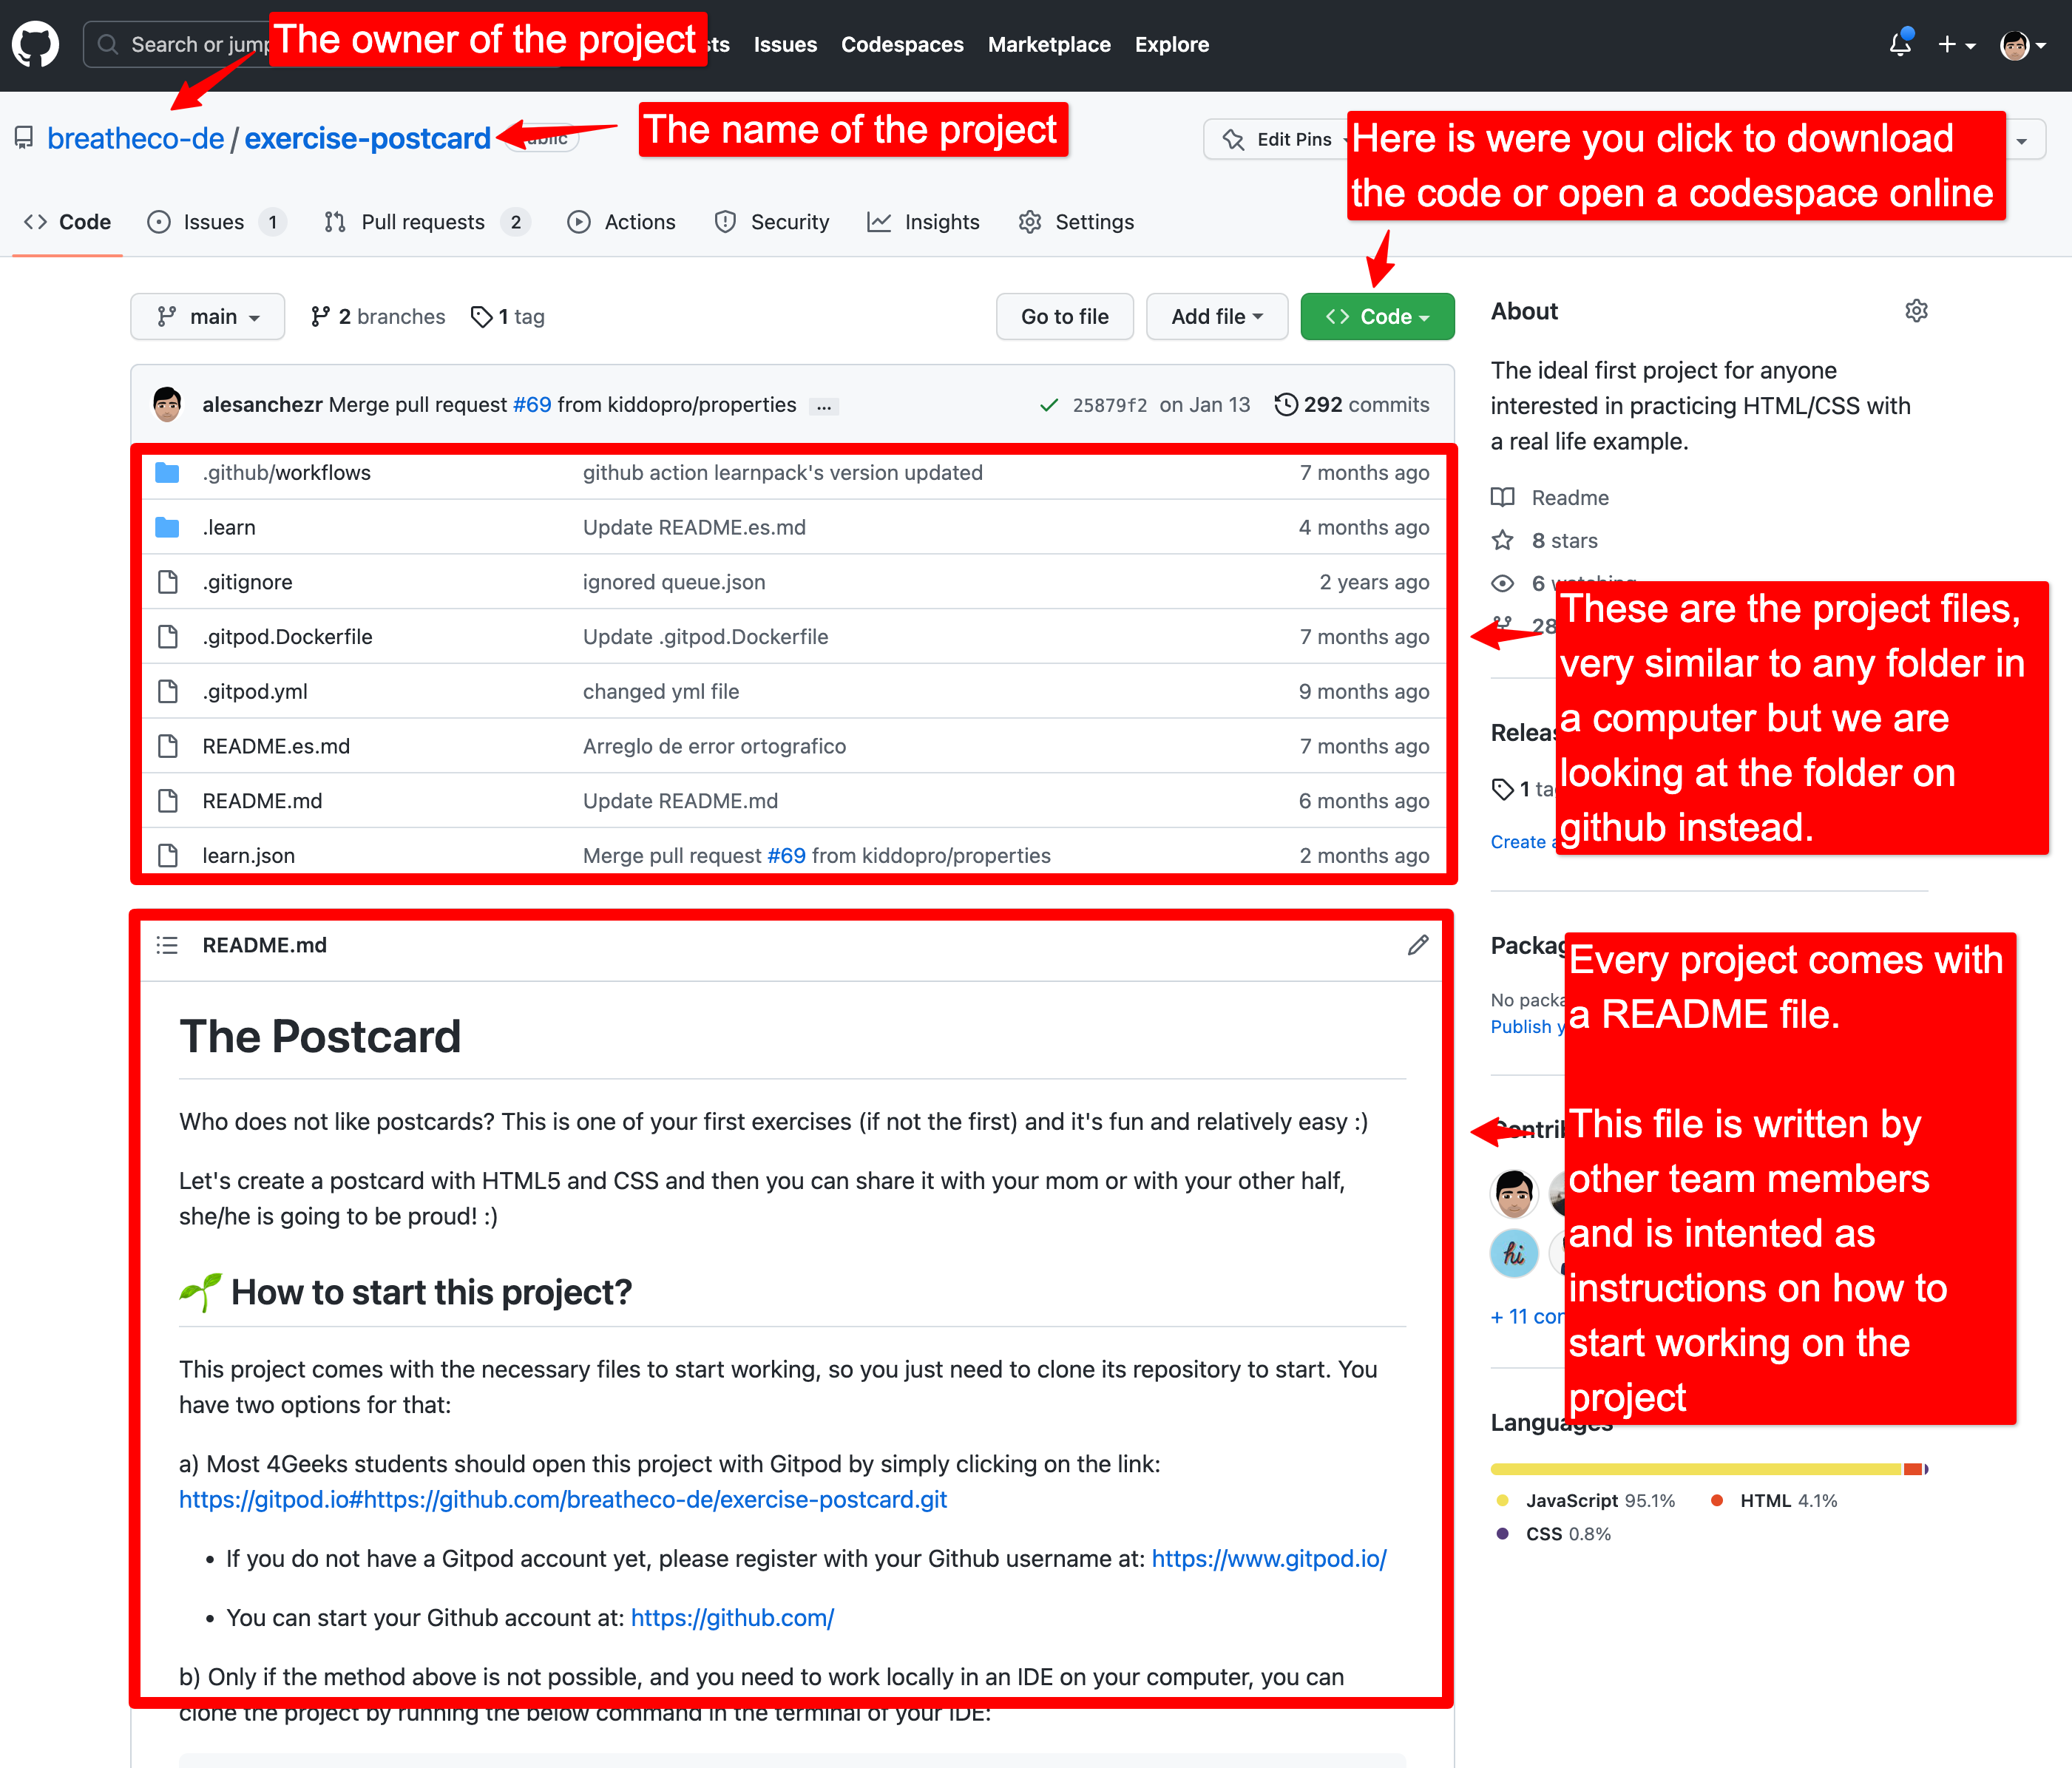 Search or jump
The owner of the project
Issues
Codespaces
Marketplace
Explore
breatheco-de / exercise-postcard
The name of the project
Edit Pins
Here is were you click to download
the code or open a codespace online
Code
Issues 1
Pull requests 2
Actions
Security
Insights
Settings
main
2 branches
1 tag
Go to file
Add file
Code
alesanchezr Merge pull request #69 from kiddopro/properties ...
25879f2 on Jan 13
292 commits
.github/workflows github action learnpack's version updated 7 months ago
.learn Update README.es.md 4 months ago
.gitignore ignored queue.json 2 years ago
.gitpod.Dockerfile Update .gitpod.Dockerfile 7 months ago
.gitpod.yml changed yml file 9 months ago
README.es.md Arreglo de error ortografico 7 months ago
README.md Update README.md 6 months ago
learn.json Merge pull request #69 from kiddopro/properties 2 months ago
README.md
The Postcard
Who does not like postcards? This is one of your first exercises (if not the first) and it's fun and relatively easy :)
Let's create a postcard with HTML5 and CSS and then you can share it with your mom or with your other half,
she/he is going to be proud! :)
How to start this project?
This project comes with the necessary files to start working, so you just need to clone its repository to start. You
have two options for that:
a) Most 4Geeks students should open this project with Gitpod by simply clicking on the link:
https://gitpod.io#https://github.com/breatheco-de/exercise-postcard.git
• If you do not have a Gitpod account yet, please register with your Github username at: https://www.gitpod.io/
• You can start your Github account at: https://github.com/
b) Only if the method above is not possible, and you need to work locally in an IDE on your computer, you can
clone the project by running the below command in the terminal of your IDE:
About
The ideal first project for anyone
interested in practicing HTML/CSS with
a real life example.
Readme
8 stars
6 watching
28
These are the project files,
very similar to any folder in
a computer but we are
looking at the folder on
github instead.
1
Create
Every project comes with
a README file.
This file is written by
other team members
and is intented as
instructions on how to
start working on the
project
No
Publish
hi
+ 11
Languages
JavaScript 95.1%
HTML 4.1%
CSS 0.8%